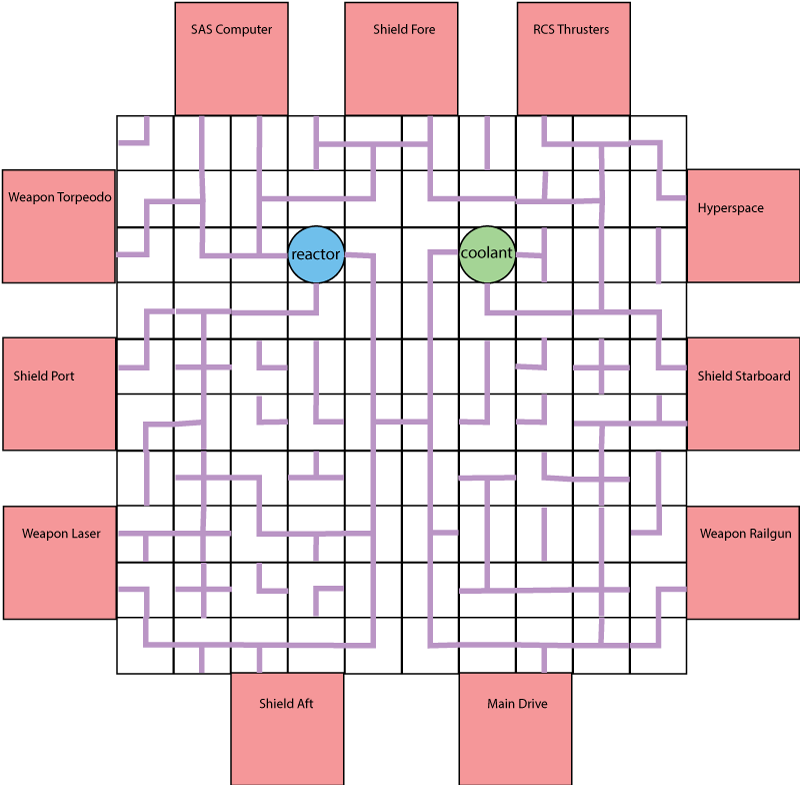 SAS Computer
Shield Fore
RCS Thrusters
Weapon Torpeodo
Hyperspace
reactor
coolant
Shield Port
Shield Starboard
Weapon Laser
Weapon Railgun
Shield Aft
Main Drive